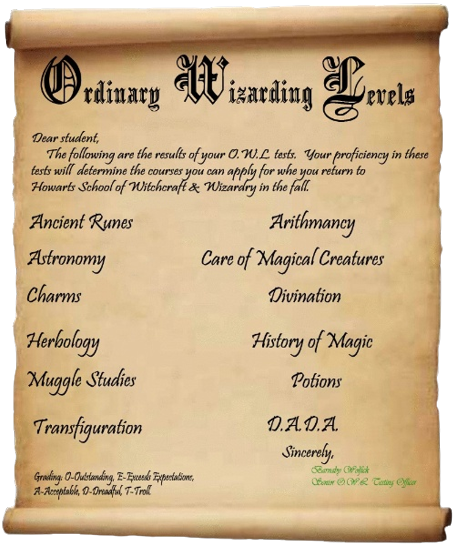 Ordinary Wizarding Levels
Dear student,
The following are the results of your O.W.L tests. Your proficiency in these
tests will determine the courses you can apply for whe you return to
Howarts School of Witchcraft & Wizardry in the fall.
Ancient Runes Arithmancy
Astronomy Care of Magical Creatures
Charms Divination
Herbology History of Magic
Muggle Studies Potions
Transfiguration D.A.D.A.
Sincerely,
Barnaby
Senior O.W.L. Testing Officer
Grading: O-Outstanding, E-Exceeds Expectations,
A-Acceptable, D-Dreadful, T-Troll.